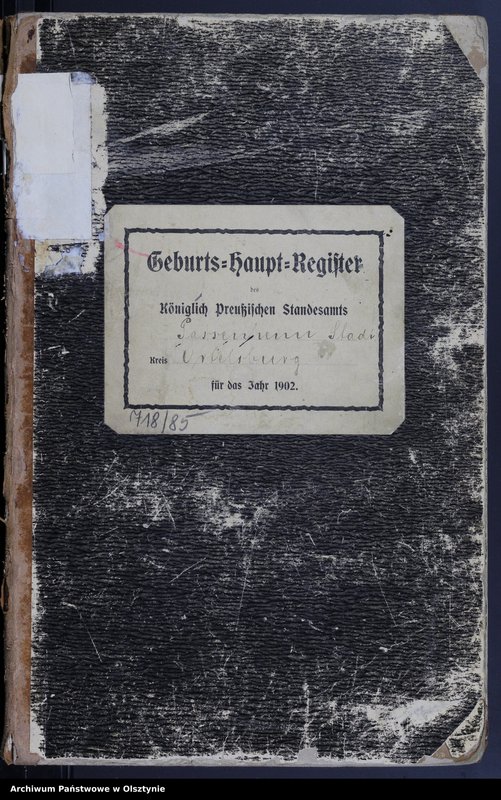 Geburts=Haupt=Register
des
Königlich Preußischen Standesamts
Passenheim Stadt
Kreis Ortelsburg
für das Jahr 1902.
718/85
Archiwum Państwowe w Olsztynie